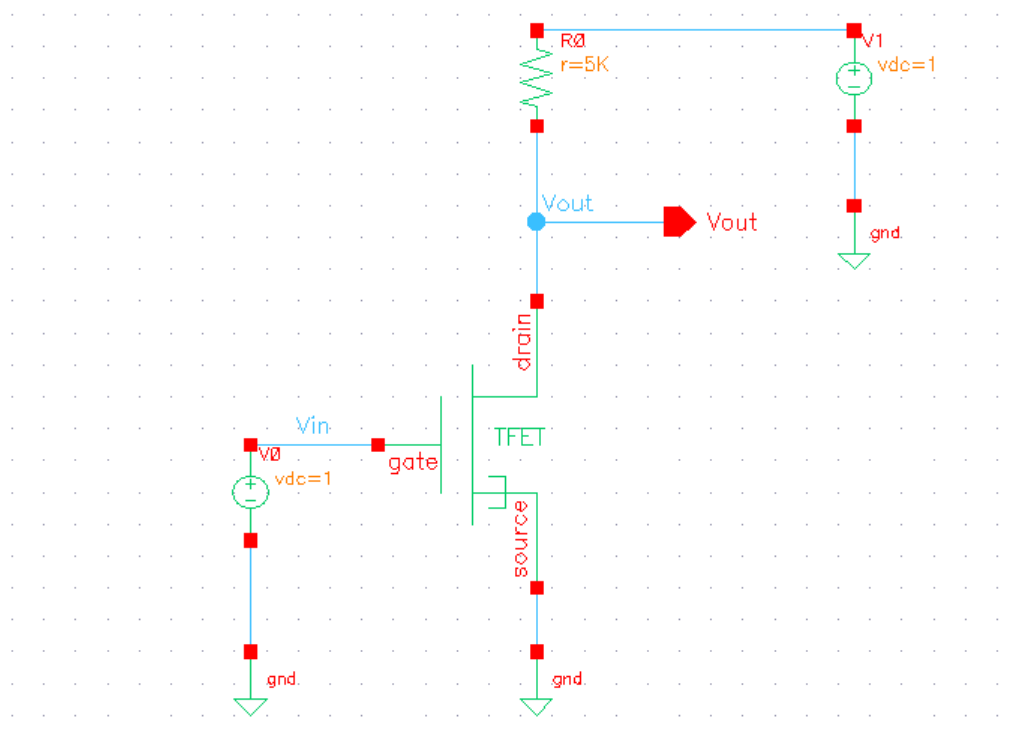 R0
r=5K
V1
vdc=1
Vout
Vout
gnd
drain
Vin
TFET
V0
gate
vdc=1
source
gnd
gnd